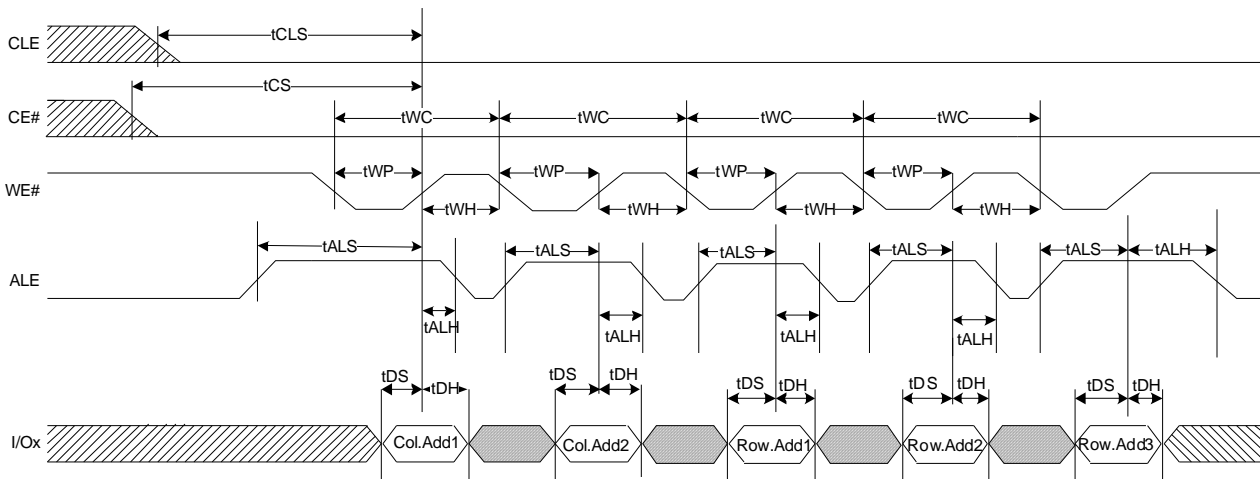 CLE
tCLS
tCS
CE#
tWC tWC tWC tWC
WE#
tWP tWP tWP tWP
tWH tWH tWH tWH
ALE
tALS tALS tALS tALS tALS tALH
tALH tALH tALH tALH
tDS tDH tDS tDH tDS tDH tDS tDH tDS tDH
I/Ox
Col.Add1 Col.Add2 Row.Add1 Row.Add2 Row.Add3